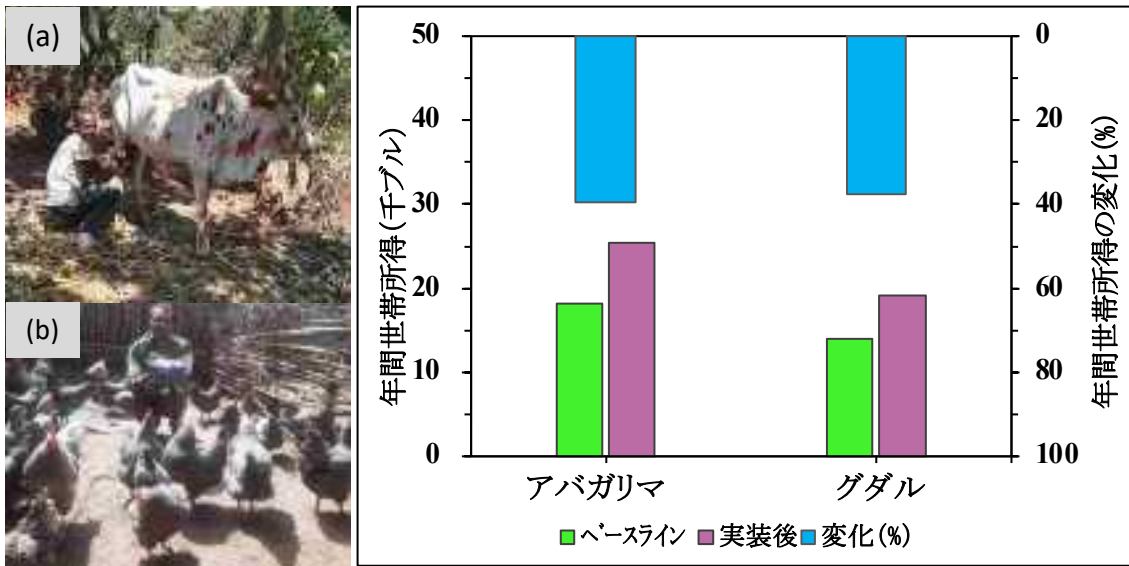 (a)
(b)
年間世帯所得(千ブル)
50
40
30
20
10
0
0
20
40
60
80
100
年間世帯所得の変化(%)
アバガリマ
グダル
ベースライン
実装後
変化(%)